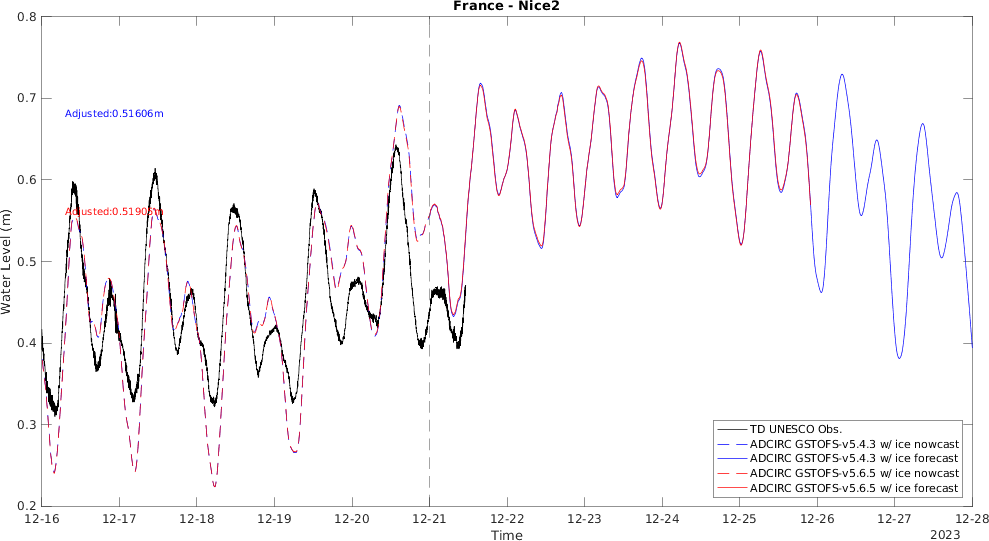 France - Nice2
0.8
0.7
0.6
0.5
0.4
0.3
0.2
Water Level (m)
Adjusted:0.51606m
Adjusted:0.51905m
TD UNESCO Obs.
ADCIRC GSTOFS-v5.4.3 w/ ice nowcast
ADCIRC GSTOFS-v5.4.3 w/ ice forecast
ADCIRC GSTOFS-v5.6.5 w/ ice nowcast
ADCIRC GSTOFS-v5.6.5 w/ ice forecast
12-16 12-17 12-18 12-19 12-20 12-21 12-22 12-23 12-24 12-25 12-26 12-27 12-28
Time
2023